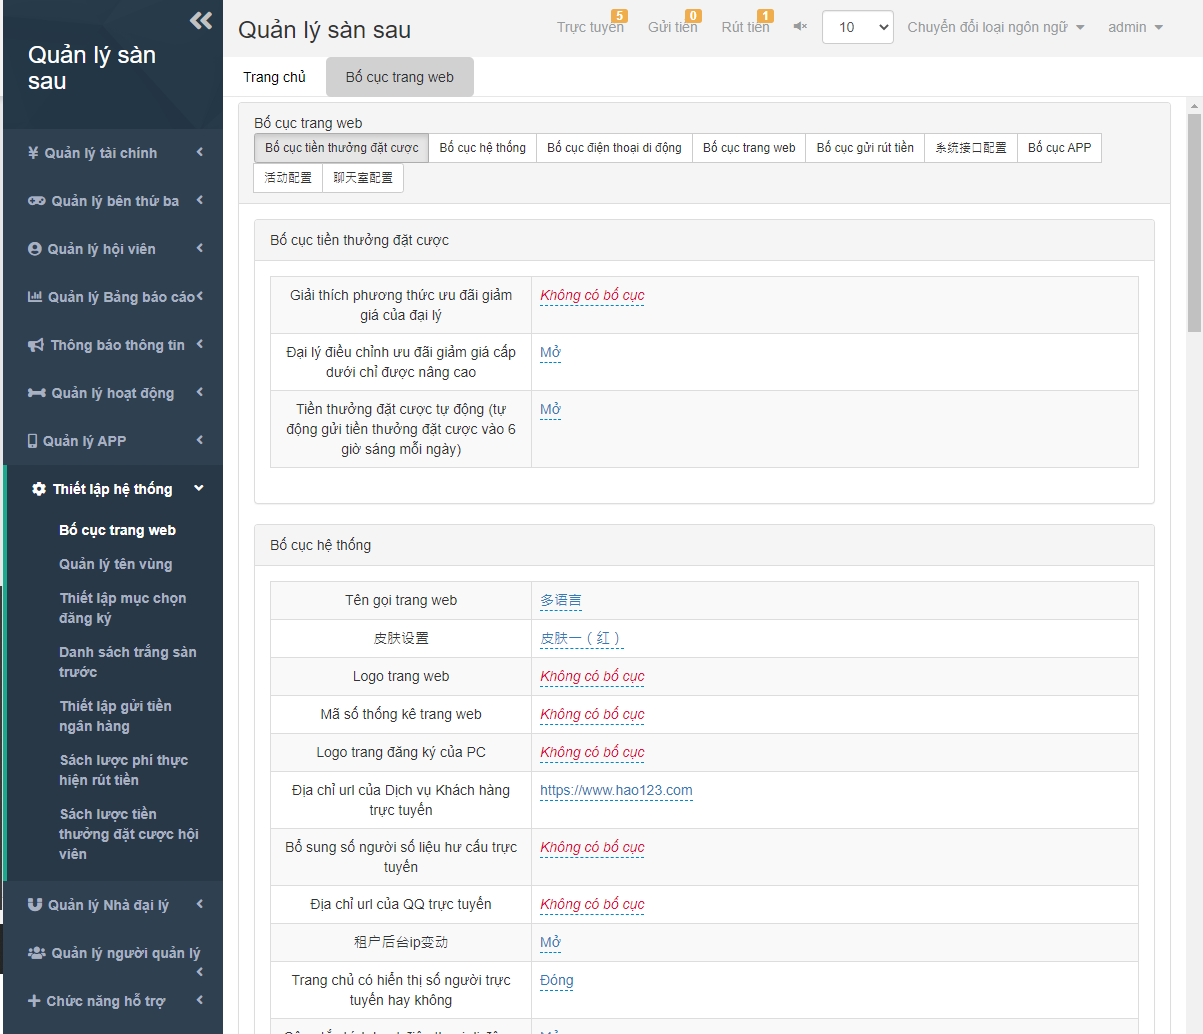 Quản lý sàn
sau
Quản lý sàn sau
Trực tuyến 5
Gửi tiền 0
Rút tiền 1
10
Chuyển đổi loại ngôn ngữ
admin
Trang chủ
Bố cục trang web
Quản lý tài chính
Quản lý bên thứ ba
Quản lý hội viên
Quản lý Bảng báo cáo
Thông báo thông tin
Quản lý hoạt động
Quản lý APP
Thiết lập hệ thống
Bố cục trang web
Quản lý tên vùng
Thiết lập mục chọn
đăng ký
Danh sách trắng sàn
trước
Thiết lập gửi tiền
ngân hàng
Sách lược phí thực
hiện rút tiền
Sách lược tiền
thưởng đặt cược hội
viên
Quản lý Nhà đại lý
Quản lý người quản lý
Chức năng hỗ trợ
Bố cục trang web
Bố cục tiền thưởng đặt cược
Bố cục hệ thống
Bố cục điện thoại di động
Bố cục trang web
Bố cục gửi rút tiền
系统接口配置
Bố cục APP
活动配置
聊天室配置
Bố cục tiền thưởng đặt cược
Giải thích phương thức ưu đãi giảm
giá của đại lý
Không có bố cục
Đại lý điều chỉnh ưu đãi giảm giá cấp
dưới chỉ được nâng cao
Mở
Tiền thưởng đặt cược tự động (tự
động gửi tiền thưởng đặt cược vào 6
giờ sáng mỗi ngày)
Mở
Bố cục hệ thống
Tên gọi trang web
多语言
皮肤设置
皮肤一（红）
Logo trang web
Không có bố cục
Mã số thống kê trang web
Không có bố cục
Logo trang đăng ký của PC
Không có bố cục
Địa chỉ url của Dịch vụ Khách hàng
trực tuyến
https://www.hao123.com
Bổ sung số người số liệu hư cấu trực
tuyến
Không có bố cục
Địa chỉ url của QQ trực tuyến
Không có bố cục
租户后台ip变动
Mở
Trang chủ có hiển thị số người trực
tuyến hay không
Đóng